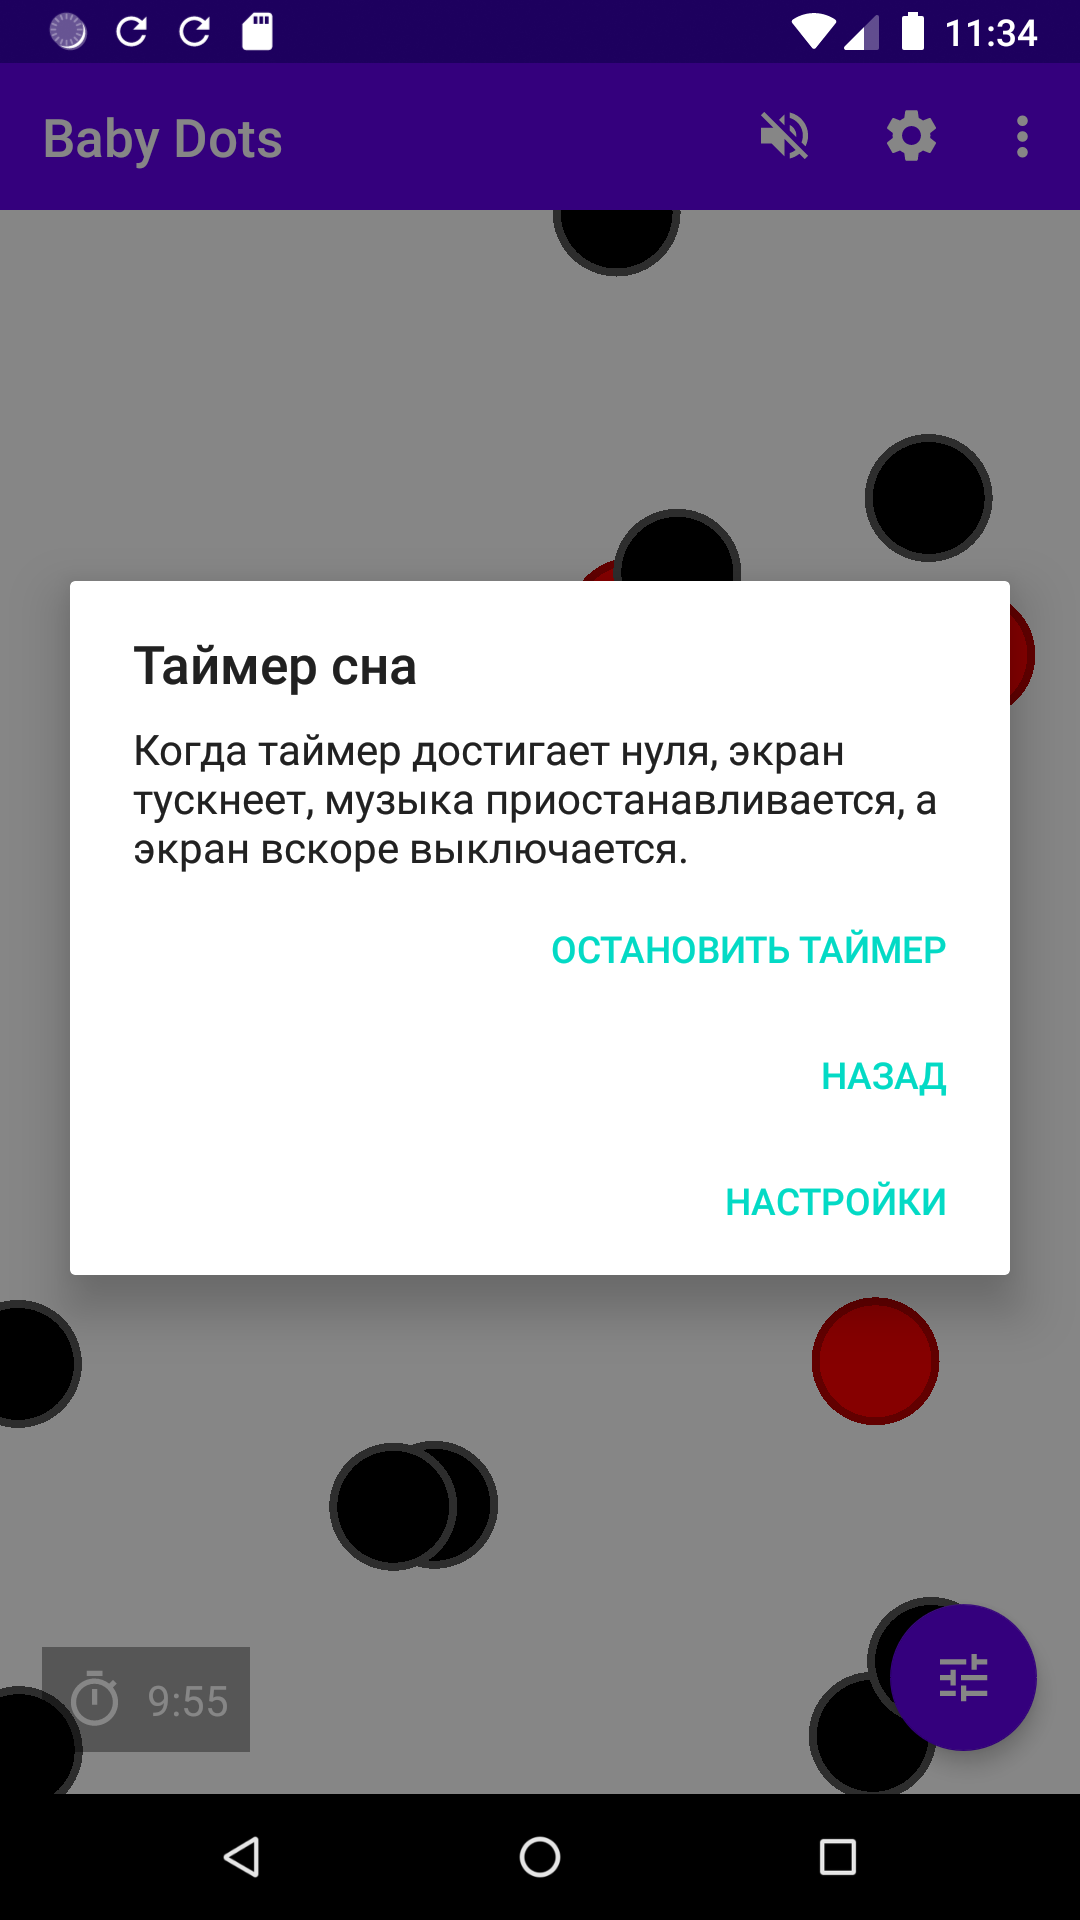 11:34
Baby Dots
Таймер сна
Когда таймер достигает нуля, экран
тускнеет, музыка приостанавливается, а
экран вскоре выключается.
ОСТАНОВИТЬ ТАЙМЕР
НАЗАД
НАСТРОЙКИ
9:55